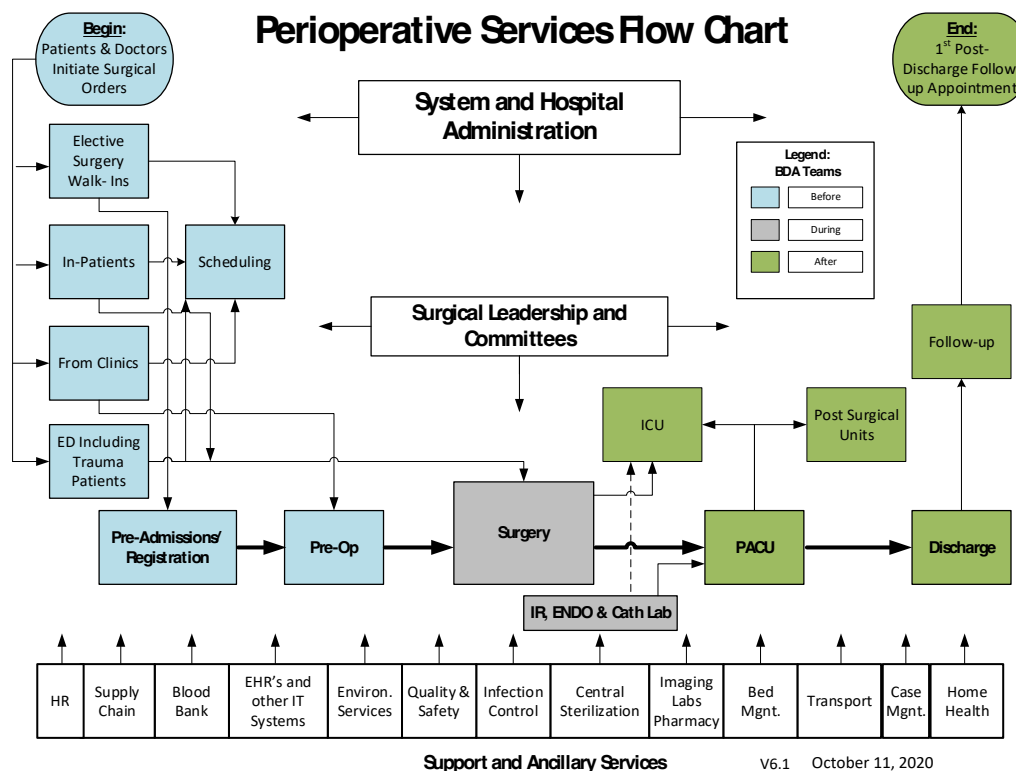 Perioperative Services Flow Chart
Begin:
Patients & Doctors
Initiate Surgical
Orders
End:
1st Post-
Discharge Follow-
up Appointment
System and Hospital
Administration
Legend:
BDA Teams
Before
During
After
Elective
Surgery
Walk- Ins
In-Patients
Scheduling
From Clinics
ED Including
Trauma
Patients
Surgical Leadership and
Committees
Follow-up
ICU
Post Surgical
Units
Pre-Admissions/
Registration
Pre-Op
Surgery
PACU
Discharge
IR, ENDO & Cath Lab
HR
Supply
Chain
Blood
Bank
EHR's and
other IT
Systems
Environ.
Services
Quality &
Safety
Infection
Control
Central
Sterilization
Imaging
Labs
Pharmacy
Bed
Mgnt.
Transport
Case
Mgnt.
Home
Health
Support and Ancillary Services
V6.1 October 11, 2020